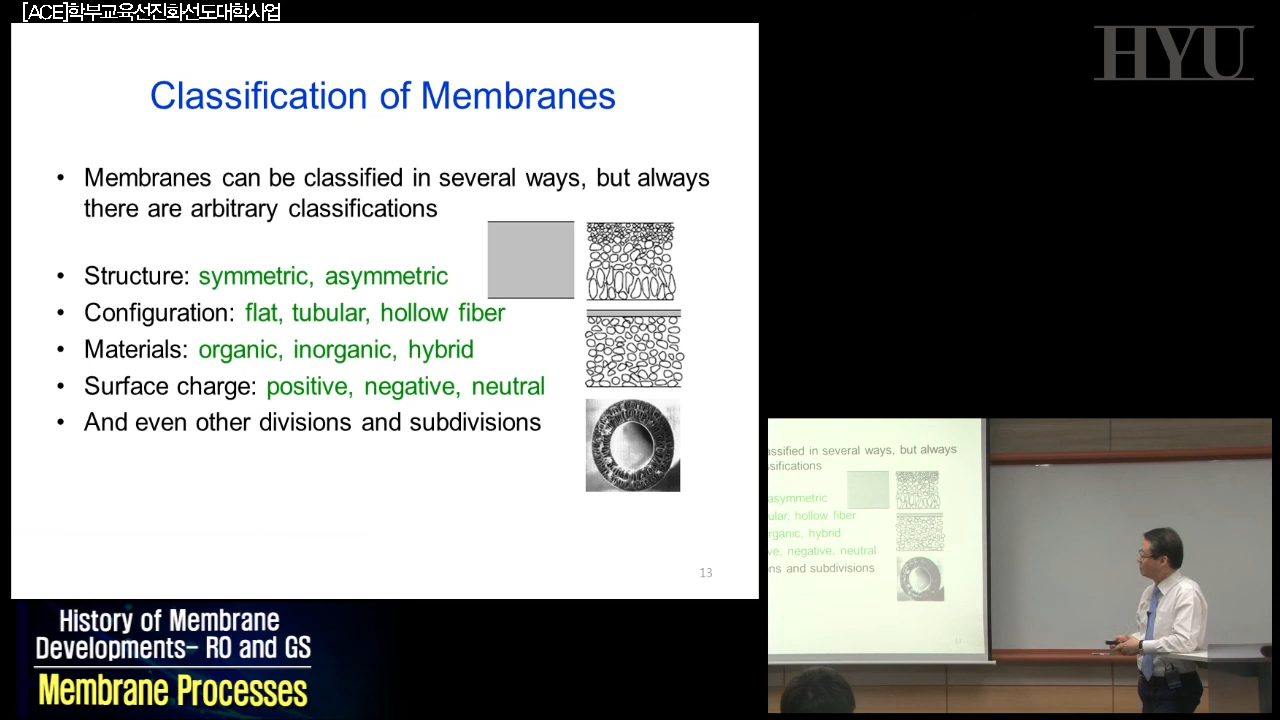 [ACE]학부교육선진화선도대학사업
HYU
Classification of Membranes
• Membranes can be classified in several ways, but always
there are arbitrary classifications
• Structure: symmetric, asymmetric
• Configuration: flat, tubular, hollow fiber
• Materials: organic, inorganic, hybrid
• Surface charge: positive, negative, neutral
• And even other divisions and subdivisions
13
History of Membrane
Developments- RO and GS
Membrane Processes
assified in several ways, but always
sifications
asymmetric
ular, hollow fiber
rganic, hybrid
ve, negative, neutral
ns and subdivisions